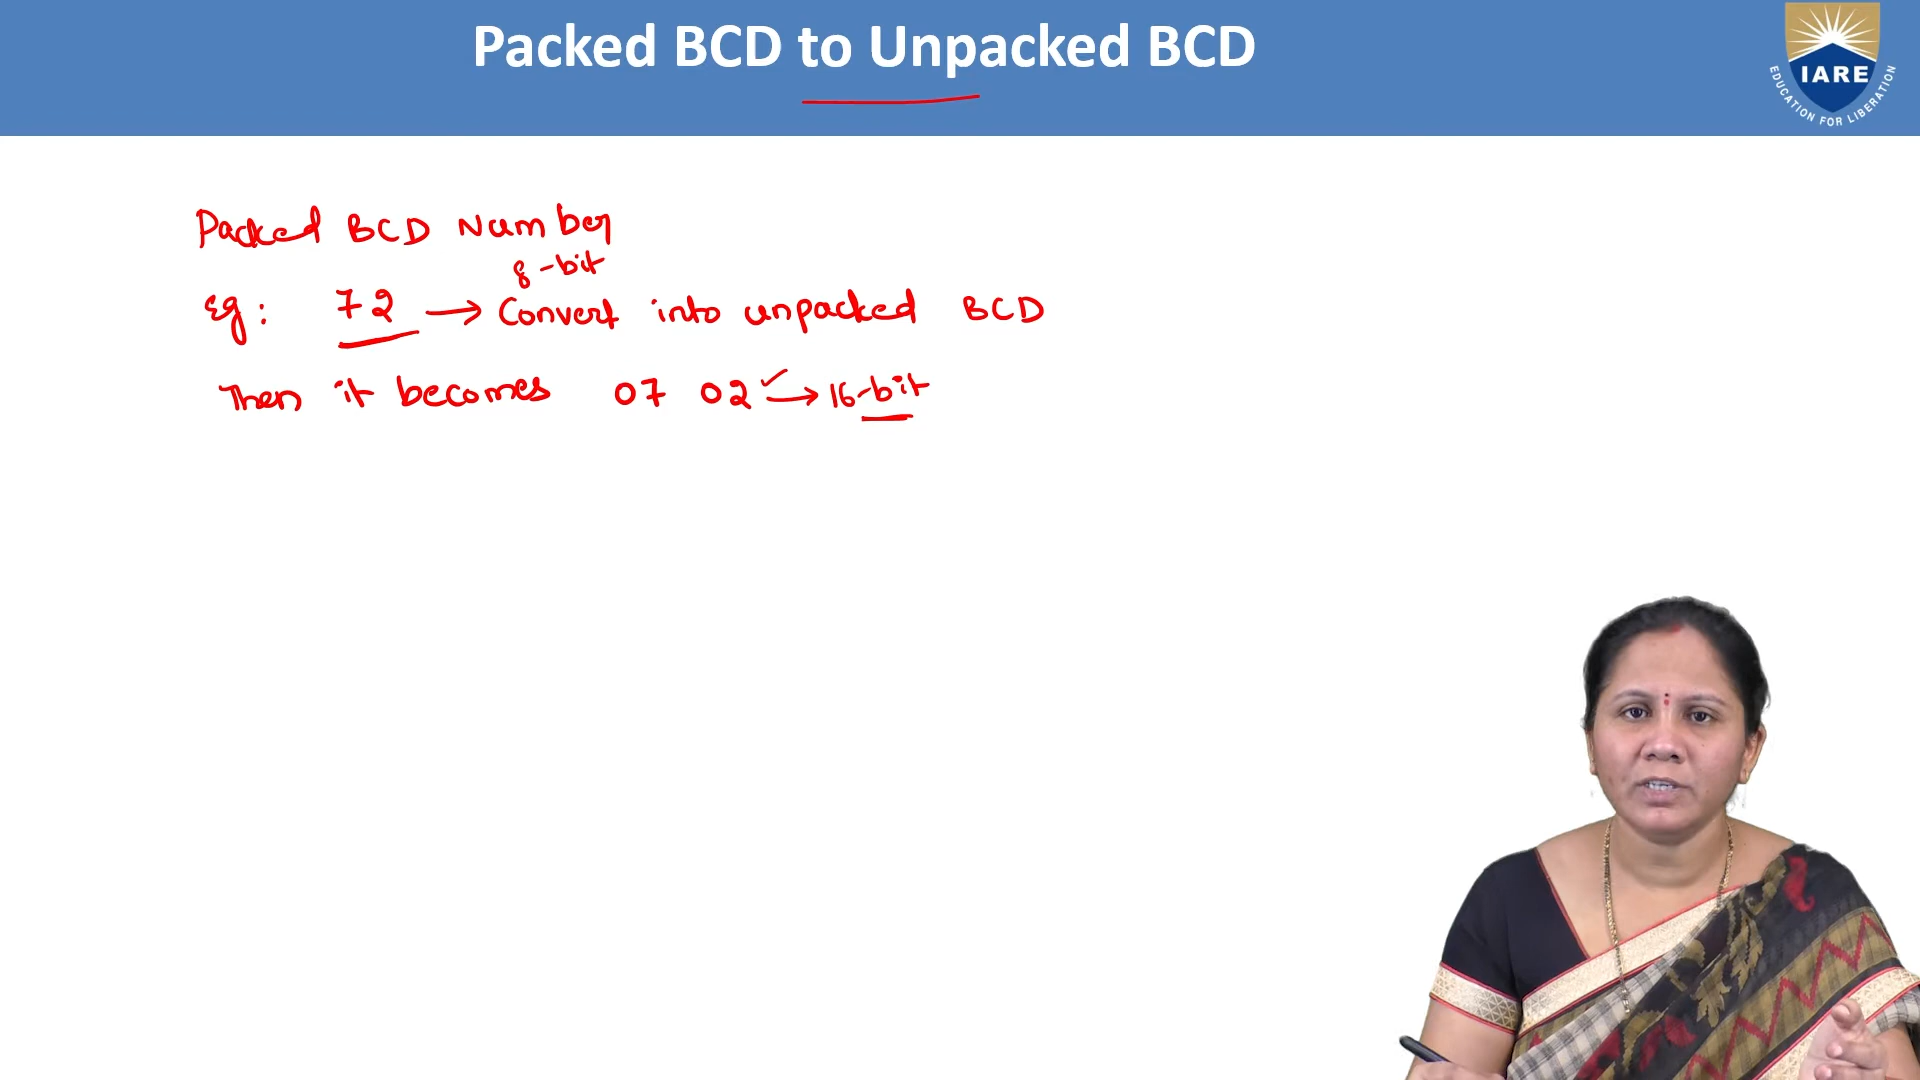 Packed BCD to Unpacked BCD
IARE
EDUCATION FOR LIBERATION
Packed BCD Number
8-bit
Eg: 72 → Convert into unpacked BCD
Then it becomes 07 02 ✓→ 16-bit